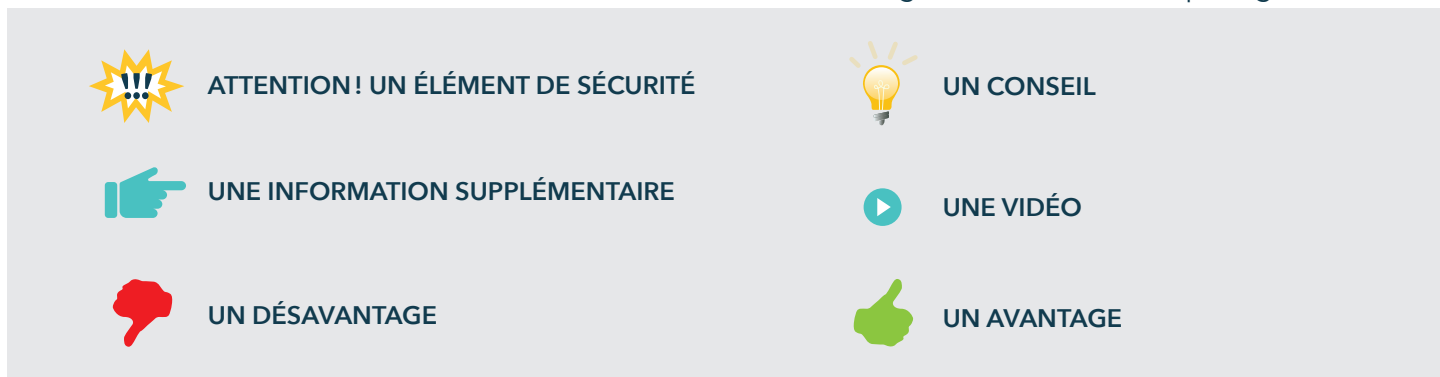 !!!
ATTENTION ! UN ÉLÉMENT DE SÉCURITÉ
UN CONSEIL
UNE INFORMATION SUPPLÉMENTAIRE
UNE VIDÉO
UN DÉSAVANTAGE
UN AVANTAGE